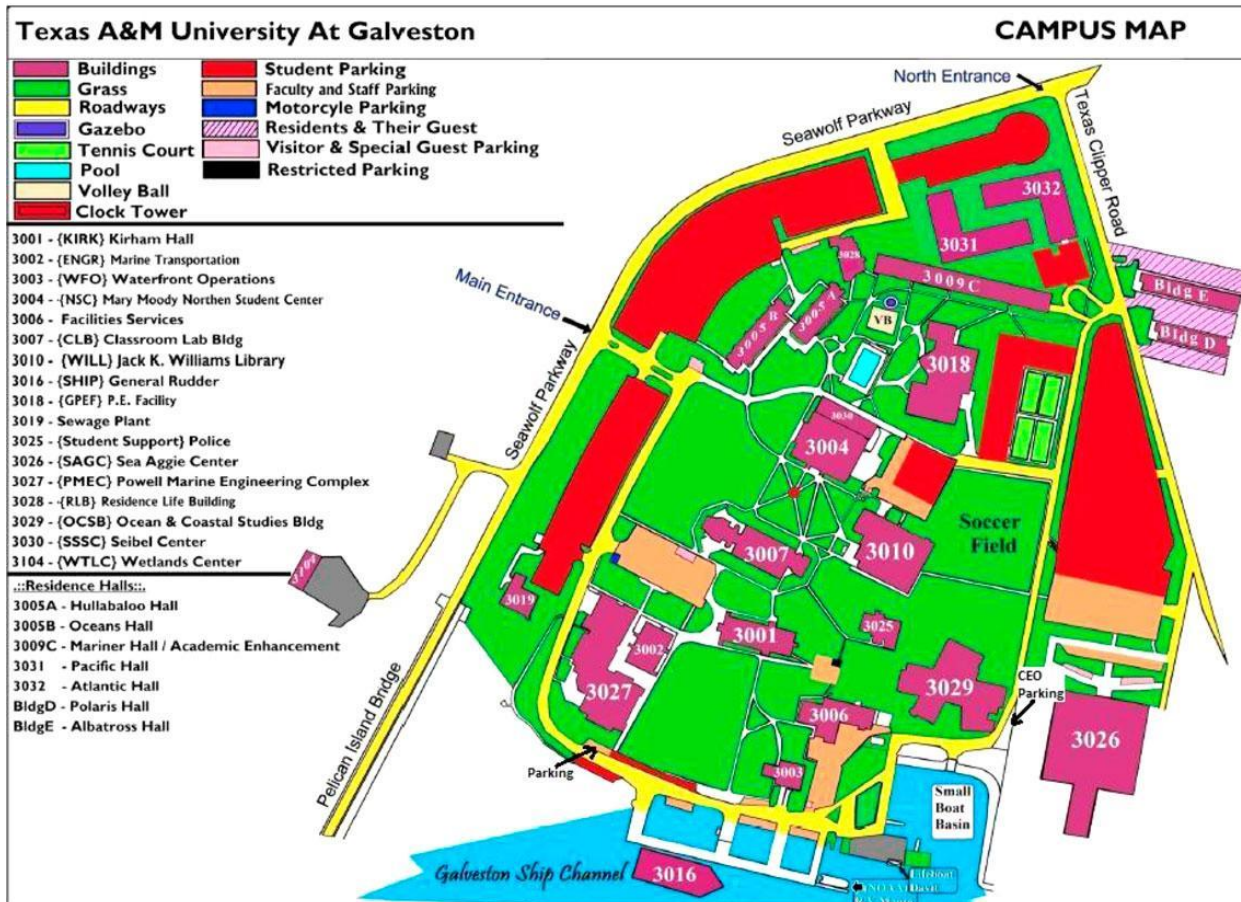 Texas A&M University At Galveston
CAMPUS MAP
Buildings
Grass
Roadways
Gazebo
Tennis Court
Pool
Volley Ball
Clock Tower
Student Parking
Faculty and Staff Parking
Motorcyle Parking
Residents & Their Guest
Visitor & Special Guest Parking
Restricted Parking
3001 - {KIRK} Kirham Hall
3002 - {ENGR} Marine Transportation
3003 - {WFO} Waterfront Operations
3004 - {NSC} Mary Moody Northen Student Center
3006 - Facilities Services
3007 - {CLB} Classroom Lab Bldg
3010 - {WILL} Jack K. Williams Library
3016 - {SHIP} General Rudder
3018 - {GPEF} P.E. Facility
3019 - Sewage Plant
3025 - {Student Support} Police
3026 - {SAGC} Sea Aggie Center
3027 - {PMEC} Powell Marine Engineering Complex
3028 - {RLB} Residence Life Building
3029 - {OCSB} Ocean & Coastal Studies Bldg
3030 - {SSSC} Seibel Center
3104 - {WTLC} Wetlands Center
.::Residence Halls::.
3005A - Hullabaloo Hall
3005B - Oceans Hall
3009C - Mariner Hall / Academic Enhancement
3031 - Pacific Hall
3032 - Atlantic Hall
BldgD - Polaris Hall
BldgE - Albatross Hall
North Entrance
Seawolf Parkway
Texas Clipper Road
Main Entrance
Seawolf Parkway
Pelican Island Bridge
3032
3031
3028
3009C
Bldg E
Bldg D
3005 B
3005 A
VB
3018
3030
3004
Soccer
Field
3007
3010
3104
3019
3001
3025
3002
3027
3029
CEO
Parking
3006
3026
3003
Parking
Small
Boat
Basin
Galveston Ship Channel
3016
Lifeboat
Davit